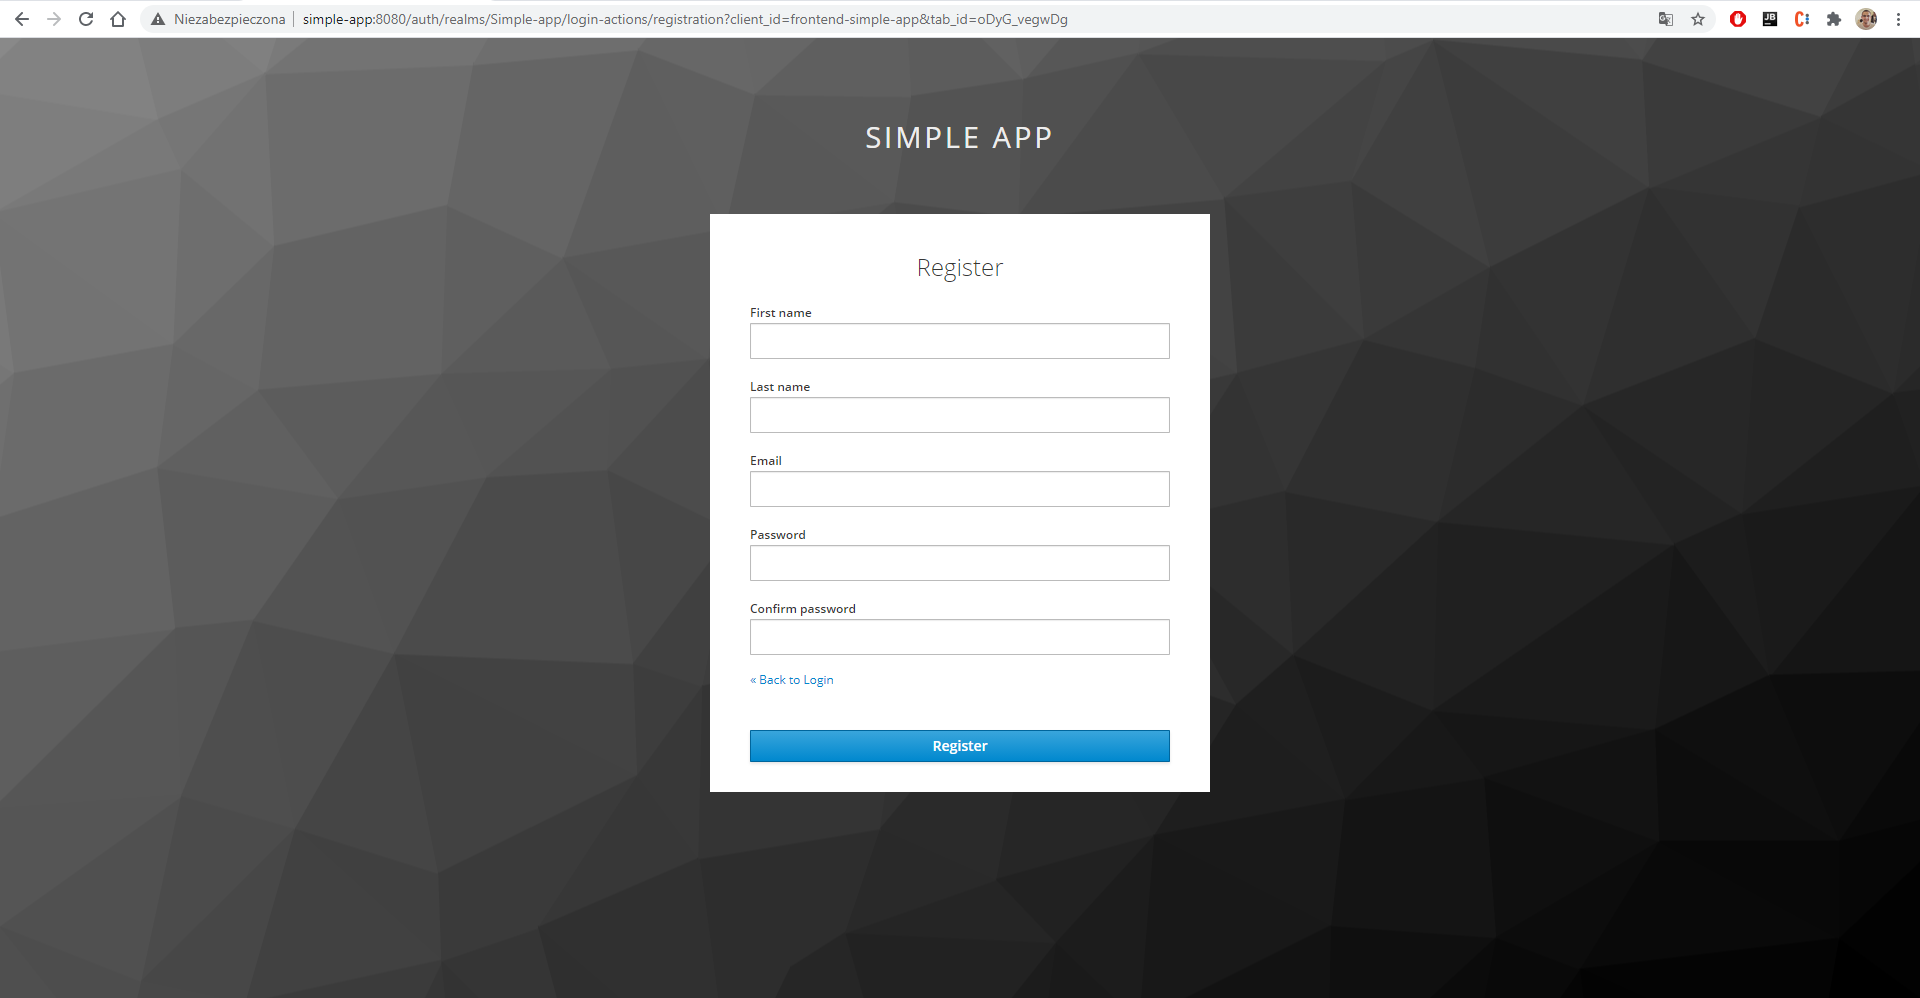 Niezabezpieczona simple-app:8080/auth/realms/Simple-app/login-actions/registration?client_id=frontend-simple-app&tab_id=oDyG_vegwDg
JB
SIMPLE APP
Register
First name
Last name
Email
Password
Confirm password
« Back to Login
Register